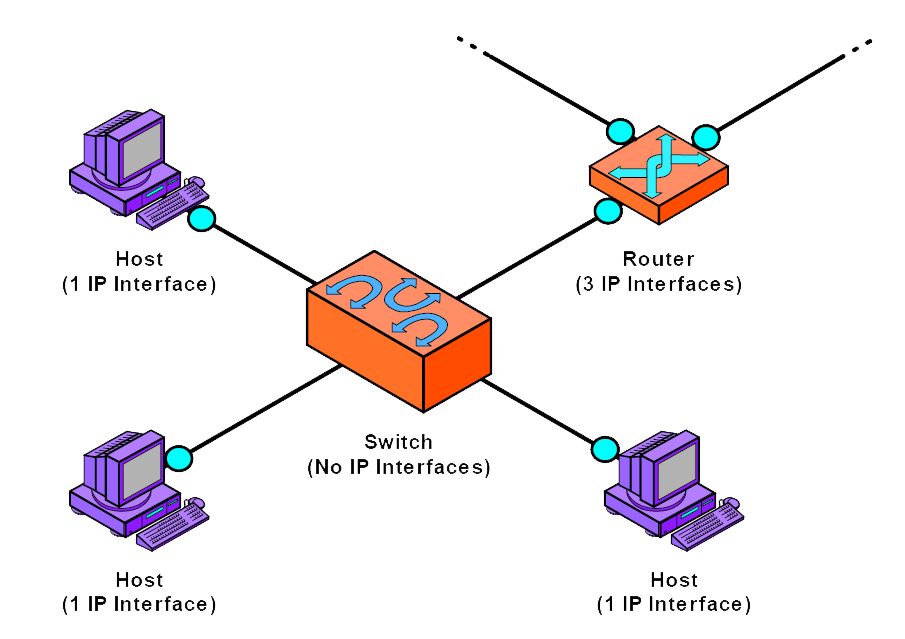 Host
(1 IP Interface)
Router
(3 IP Interfaces)
Switch
(No IP Interfaces)
Host
(1 IP Interface)
Host
(1 IP Interface)